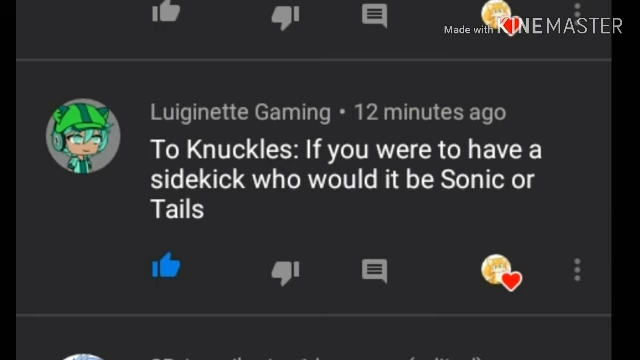 Made with KINEMASTER
Luiginette Gaming • 12 minutes ago
To Knuckles: If you were to have a
sidekick who would it be Sonic or
Tails